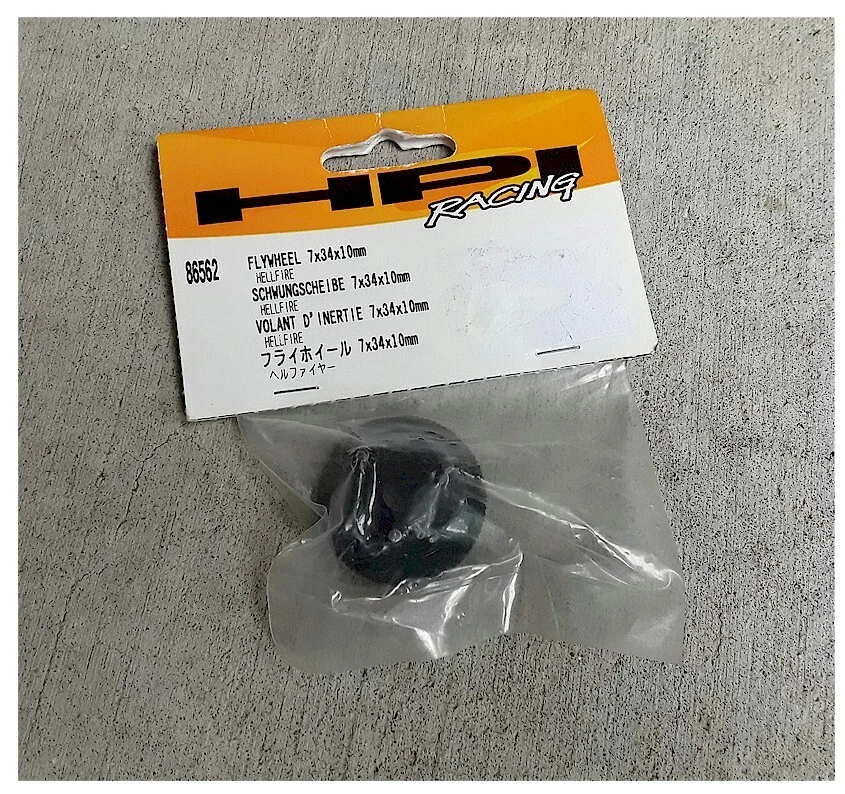 HPI
RACING
86562
FLYWHEEL 7x34x10mm
HELLFIRE
SCHWUNGSCHEIBE 7x34x10mm
HELLFIRE
VOLANT D'INERTIE 7x34x10mm
HELLFIRE
フライホイール 7x34x10mm
ヘルファイヤー